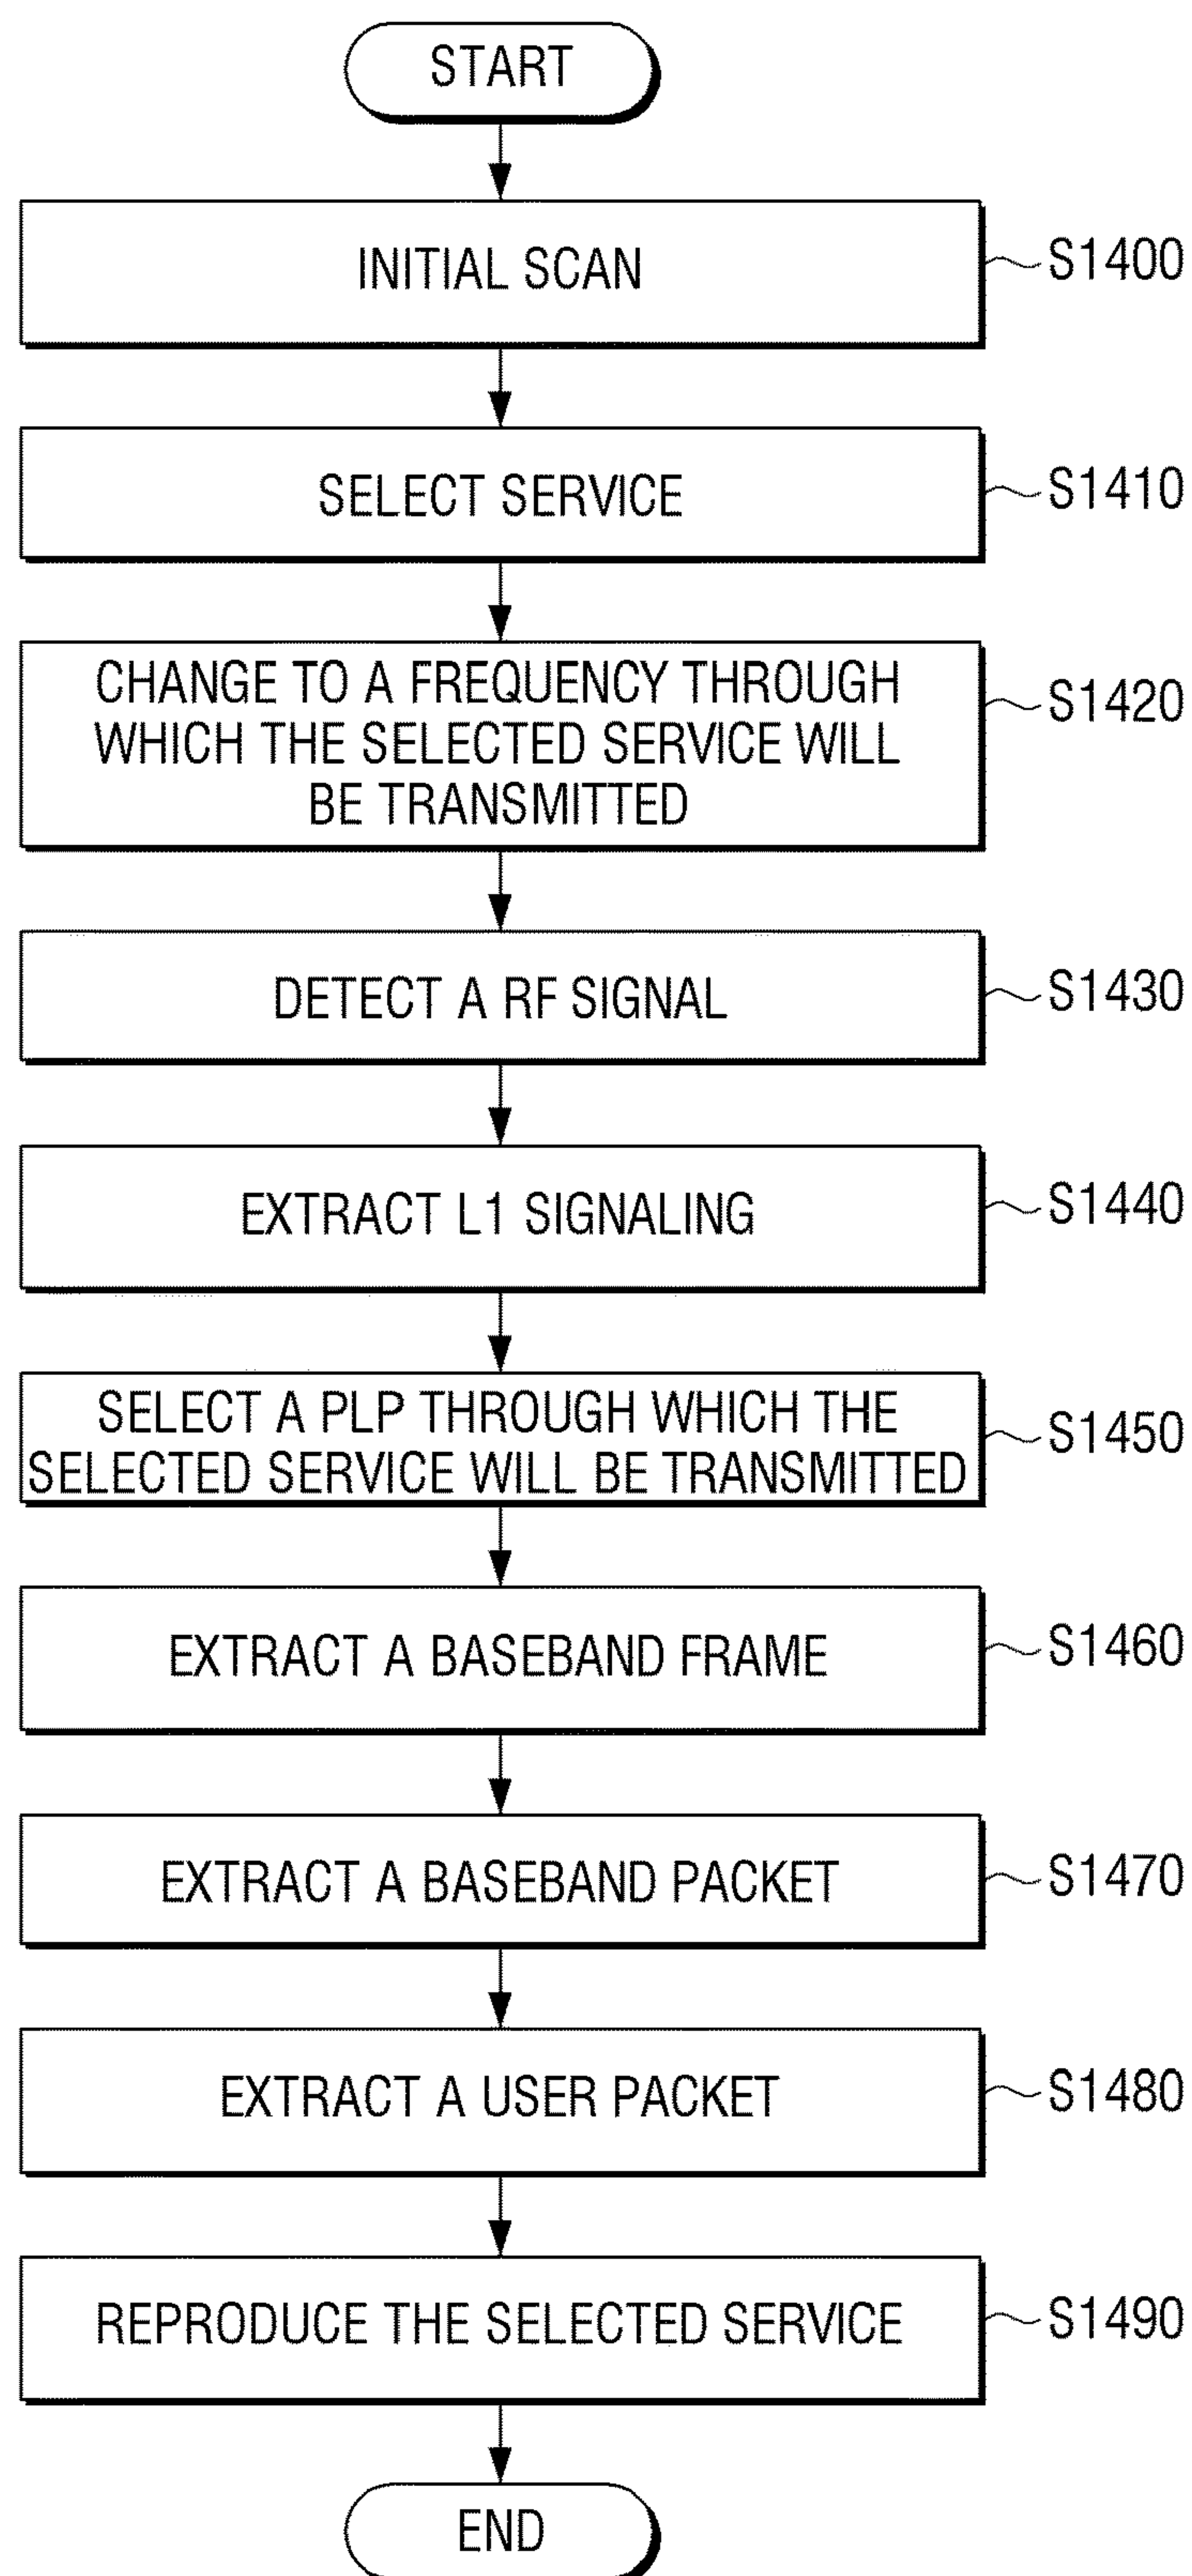 START
INITIAL SCAN
S1400
SELECT SERVICE
S1410
CHANGE TO A FREQUENCY THROUGH
WHICH THE SELECTED SERVICE WILL
BE TRANSMITTED
S1420
DETECT A RF SIGNAL
S1430
EXTRACT L1 SIGNALING
S1440
SELECT A PLP THROUGH WHICH THE
SELECTED SERVICE WILL BE TRANSMITTED
S1450
EXTRACT A BASEBAND FRAME
S1460
EXTRACT A BASEBAND PACKET
S1470
EXTRACT A USER PACKET
S1480
REPRODUCE THE SELECTED SERVICE
S1490
END